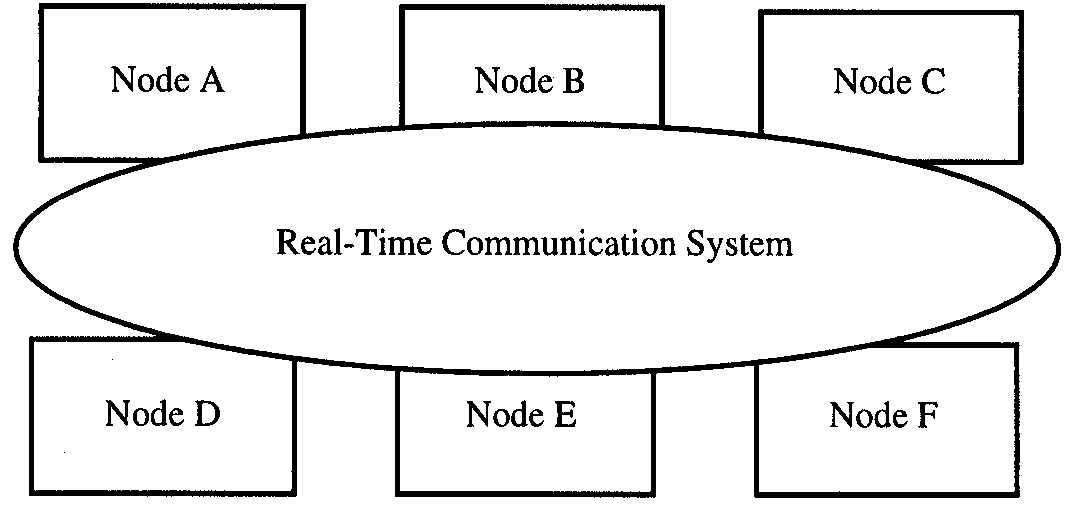 Node A
Node B
Node C
Real-Time Communication System
Node D
Node E
Node F